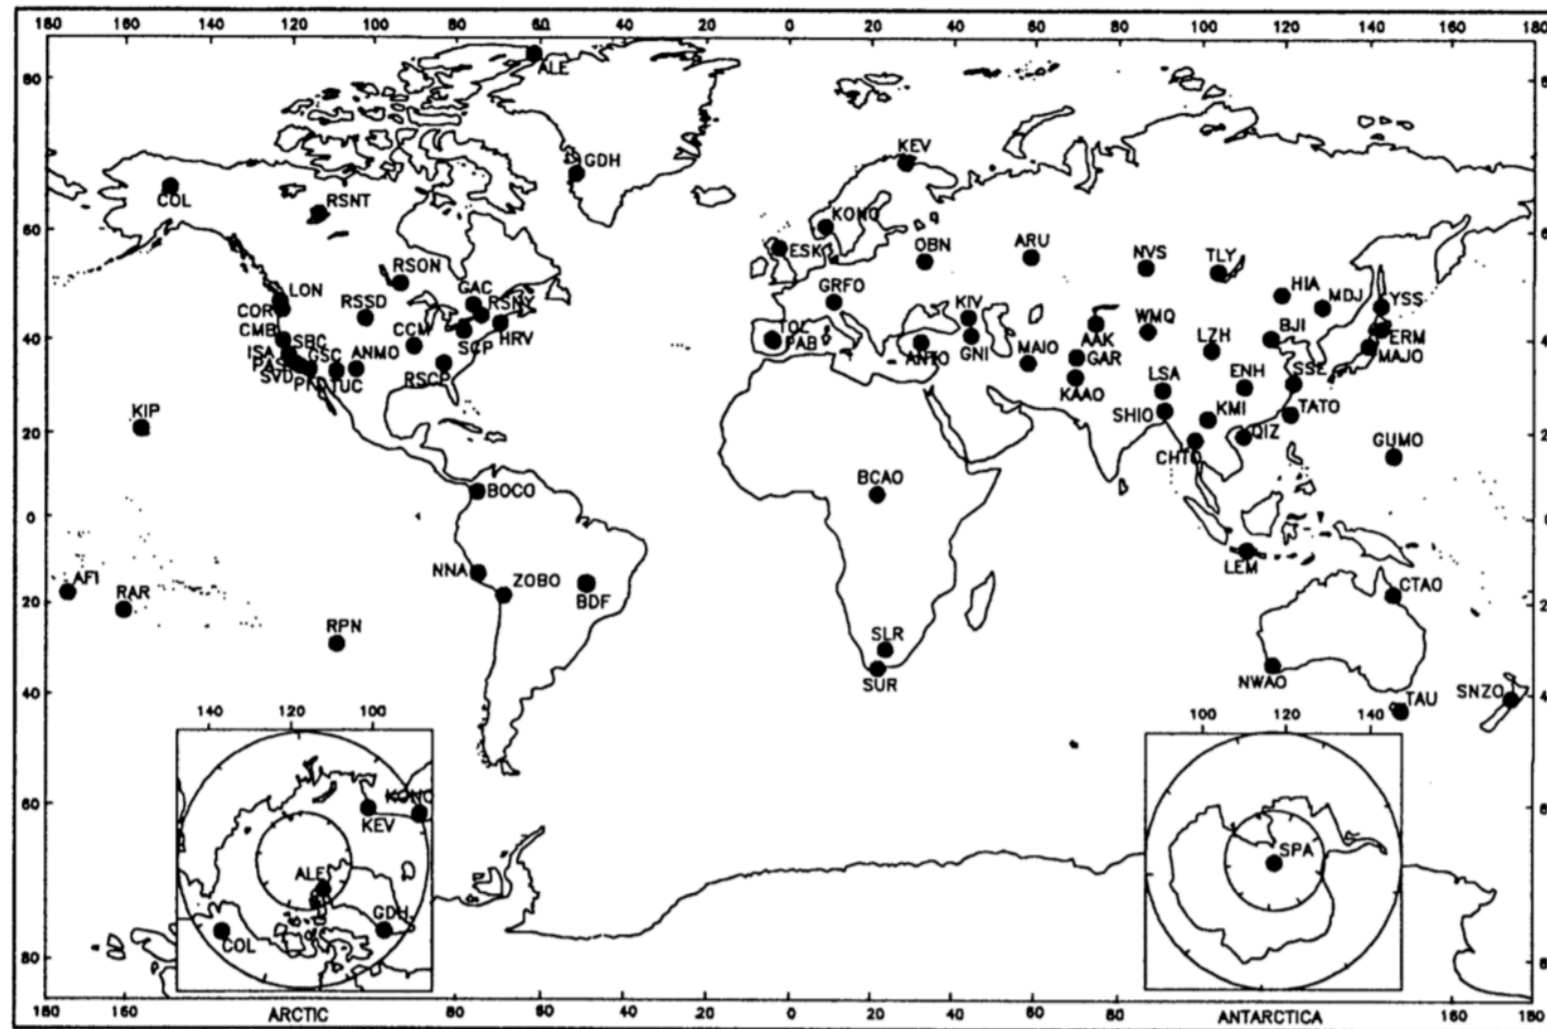 180 160 140 120 100 80 60 40 20 0 20 40 60 80 100 120 140 160 180
80
ALE
KEV
GDH
COL
RSNT
KONO
60
ESK
OBN
ARU
NVS
TLY
RSON
LON
GAC
RSNY
GRFO
HIA
MDJ
YSS
COR
RSSD
KIV
WMQ
CMB
SBC
CCM
SCP
HRV
TOL
PAB
ANTO
GNI
MAIO
AAK
GAR
LZH
BJI
ERM
MAJO
40
ISA
GSC
ANMO
PAS
SVD
PFO
TUC
RSCP
KAAO
LSA
ENH
SSE
KIP
SHIO
KMI
TATO
20
CHTO
QIZ
GUMO
BOCO
BCAO
0
NNA
ZOBO
BDF
LEM
AFI
RAR
CTAO
20
RPN
SLR
SUR
NWAO
40
TAU
SNZO
140 120 100
100 120 140
60
KONO
KEV
ALE
GDH
COL
SPA
80
180 160 ARCTIC 80 60 40 20 0 20 40 60 80 ANTARCTICA 160 180